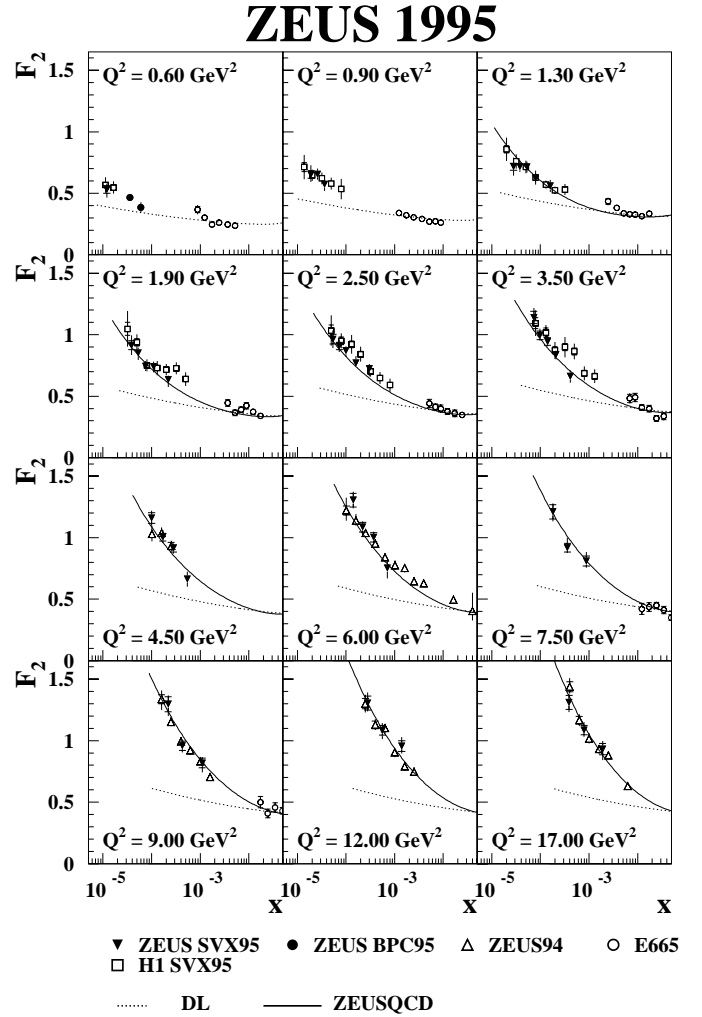 ZEUS 1995
F2
1.5
1
0.5
0
Q² = 0.60 GeV²
Q² = 0.90 GeV²
Q² = 1.30 GeV²
F2
1.5
1
0.5
0
Q² = 1.90 GeV²
Q² = 2.50 GeV²
Q² = 3.50 GeV²
F2
1.5
1
0.5
0
Q² = 4.50 GeV²
Q² = 6.00 GeV²
Q² = 7.50 GeV²
F2
1.5
1
0.5
0
Q² = 9.00 GeV²
Q² = 12.00 GeV²
Q² = 17.00 GeV²
10⁻⁵ 10⁻³ 10⁻⁵ 10⁻³ 10⁻⁵ 10⁻³
x x x
ZEUS SVX95 ZEUS BPC95 ZEUS94 E665
H1 SVX95
DL ZEUSQCD